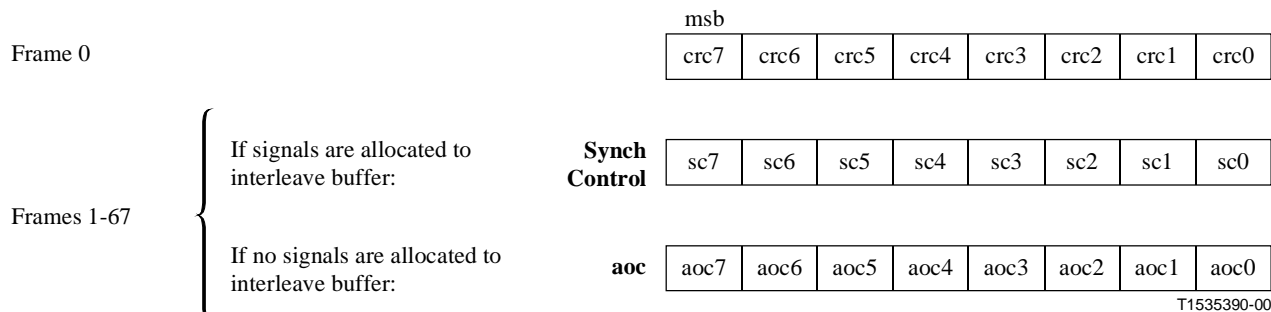 msb
Frame 0
crc7 crc6 crc5 crc4 crc3 crc2 crc1 crc0
If signals are allocated to
interleave buffer:
Synch
Control
sc7 sc6 sc5 sc4 sc3 sc2 sc1 sc0
Frames 1-67
If no signals are allocated to
interleave buffer:
aoc
aoc7 aoc6 aoc5 aoc4 aoc3 aoc2 aoc1 aoc0
T1535390-00